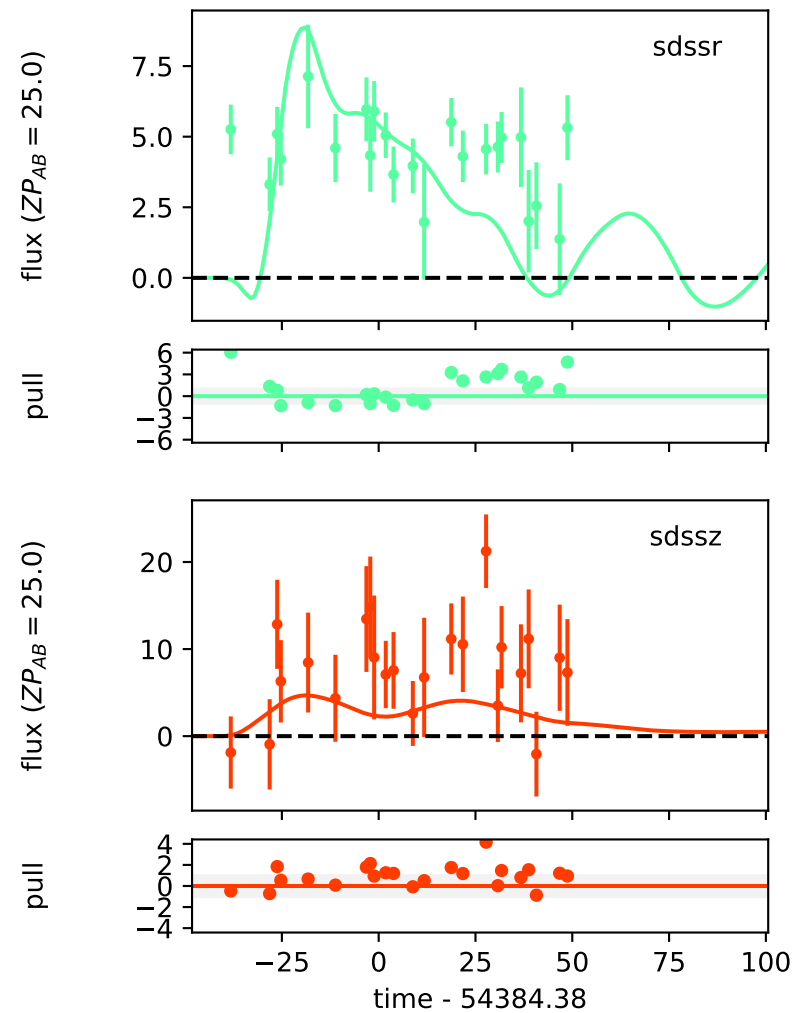 sdssr
flux (ZP_AB = 25.0)
7.5
5.0
2.5
0.0
pull
6
3
0
−3
−6
sdssz
flux (ZP_AB = 25.0)
20
10
0
pull
4
2
0
−2
−4
−25 0 25 50 75 100
time - 54384.38